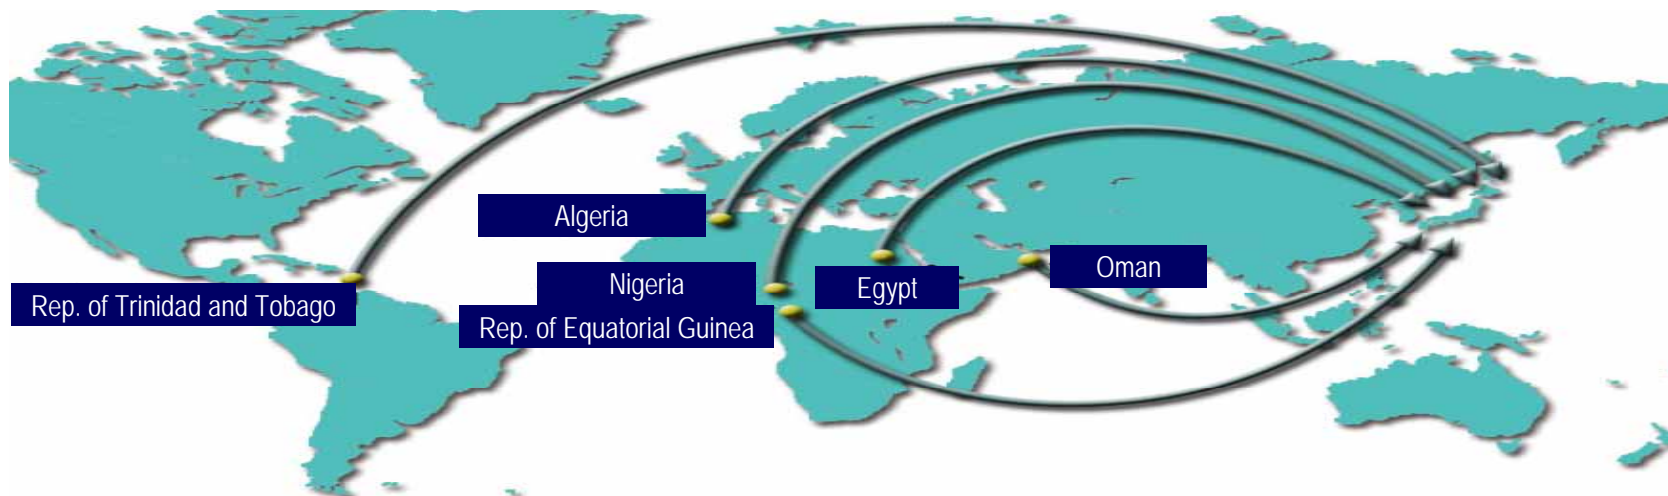 Algeria
Oman
Nigeria
Egypt
Rep. of Trinidad and Tobago
Rep. of Equatorial Guinea